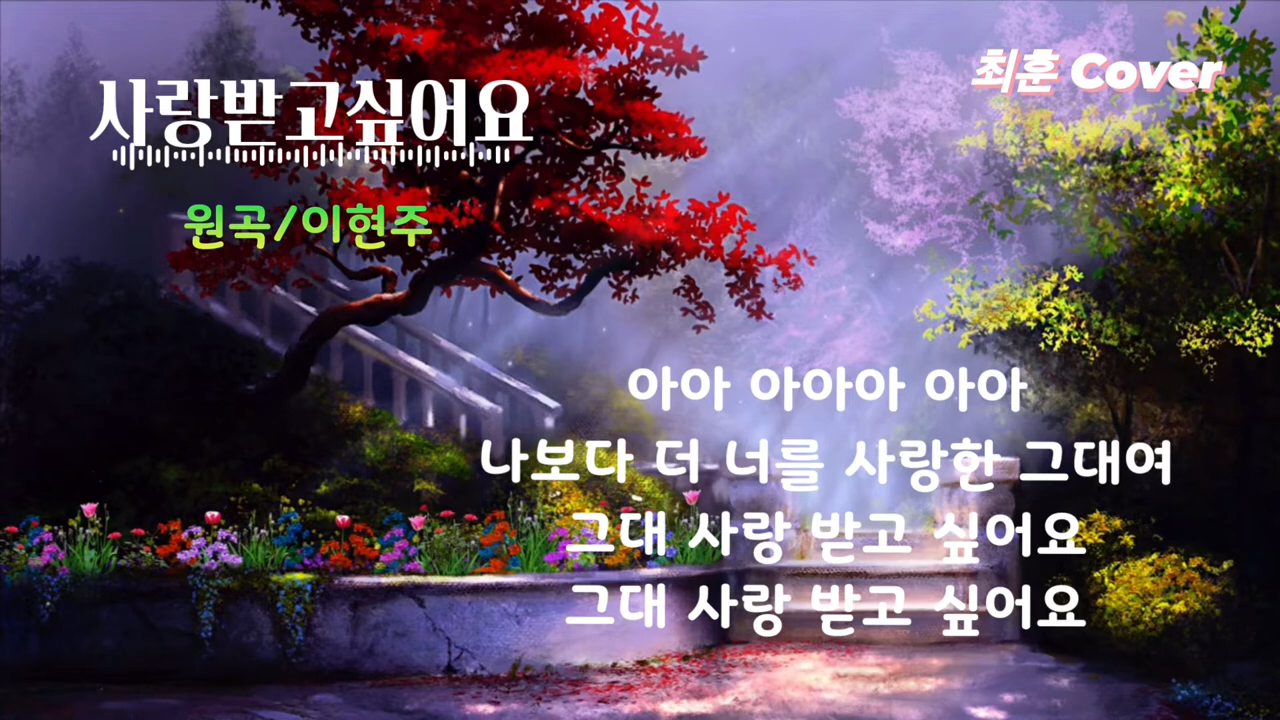 사랑받고싶어요
최훈 Cover
원곡/이현주
아아 아아아 아아
나보다 더 너를 사랑한 그대여
그대 사랑 받고 싶어요
그대 사랑 받고 싶어요